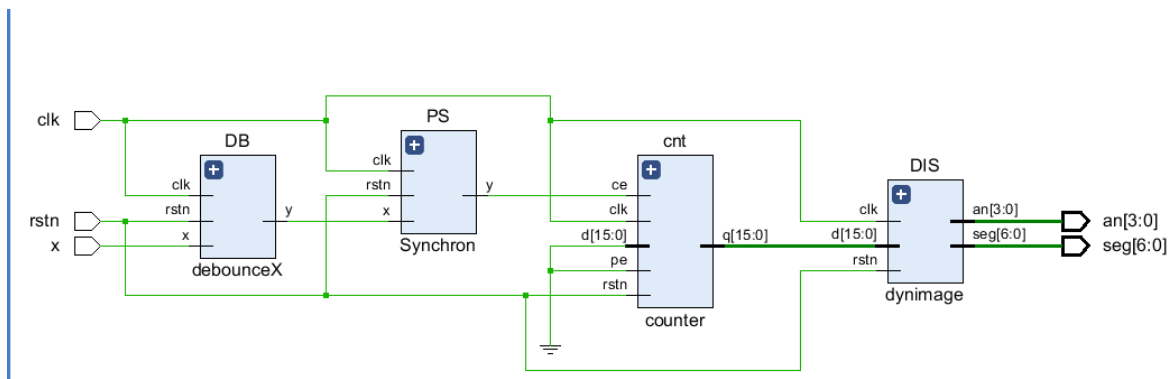 clk
rstn
x
DB
clk
rstn
x
y
debounceX
PS
clk
rstn
x
y
Synchron
cnt
ce
clk
d[15:0]
pe
rstn
q[15:0]
counter
DIS
clk
d[15:0]
rstn
an[3:0]
seg[6:0]
dynimage
an[3:0]
seg[6:0]